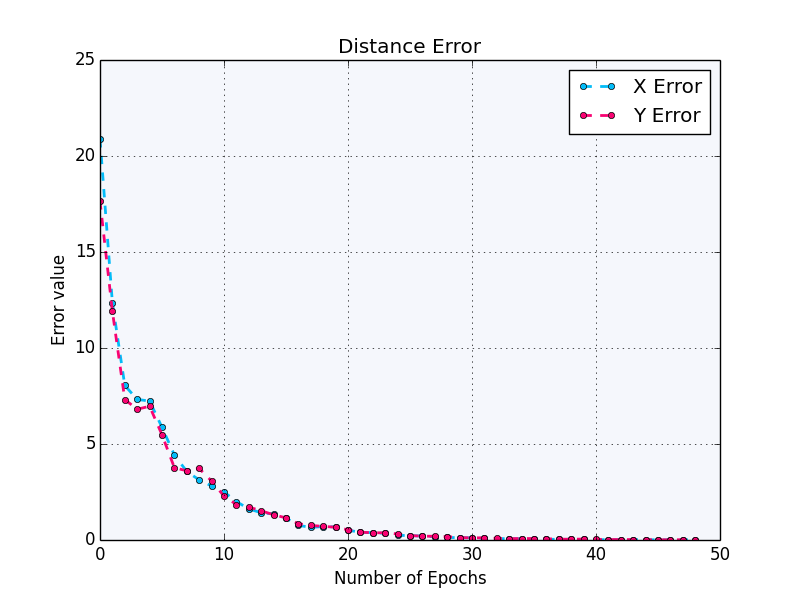 Distance Error
X Error
Y Error
25
20
15
10
5
0
Error value
0 10 20 30 40 50
Number of Epochs